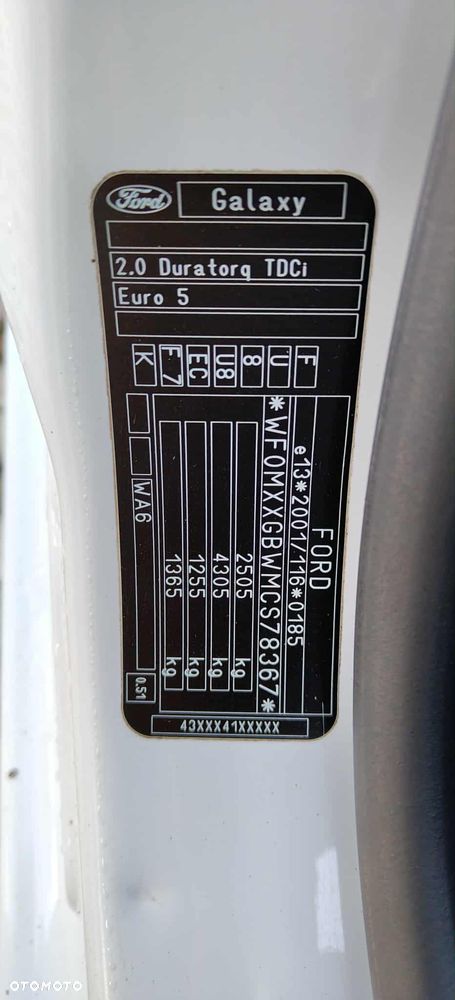 Ford
Galaxy
2.0 Duratorq TDCi
Euro 5
FORD
e13*2001/116*0185
*WF0MXXGBWMCS78367*
2505 kg
4305 kg
1255 kg
1365 kg
F U 8 U8 EC F7 K
WA6
0.51
43XXX41XXXXX
OTOMOTO